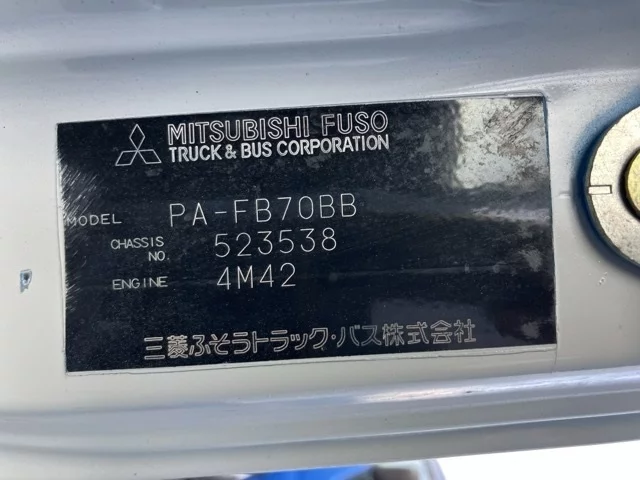 MITSUBISHI FUSO
TRUCK & BUS CORPORATION
MODEL PA-FB70BB
CHASSIS NO. 523538
ENGINE 4M42
三菱ふそうトラック・バス株式会社